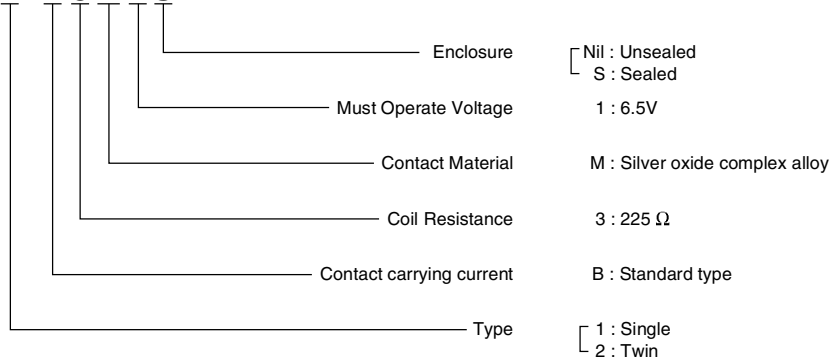 Enclosure Nil : Unsealed
S : Sealed
Must Operate Voltage 1 : 6.5V
Contact Material M : Silver oxide complex alloy
Coil Resistance 3 : 225 Ω
Contact carrying current B : Standard type
Type 1 : Single
2 : Twin